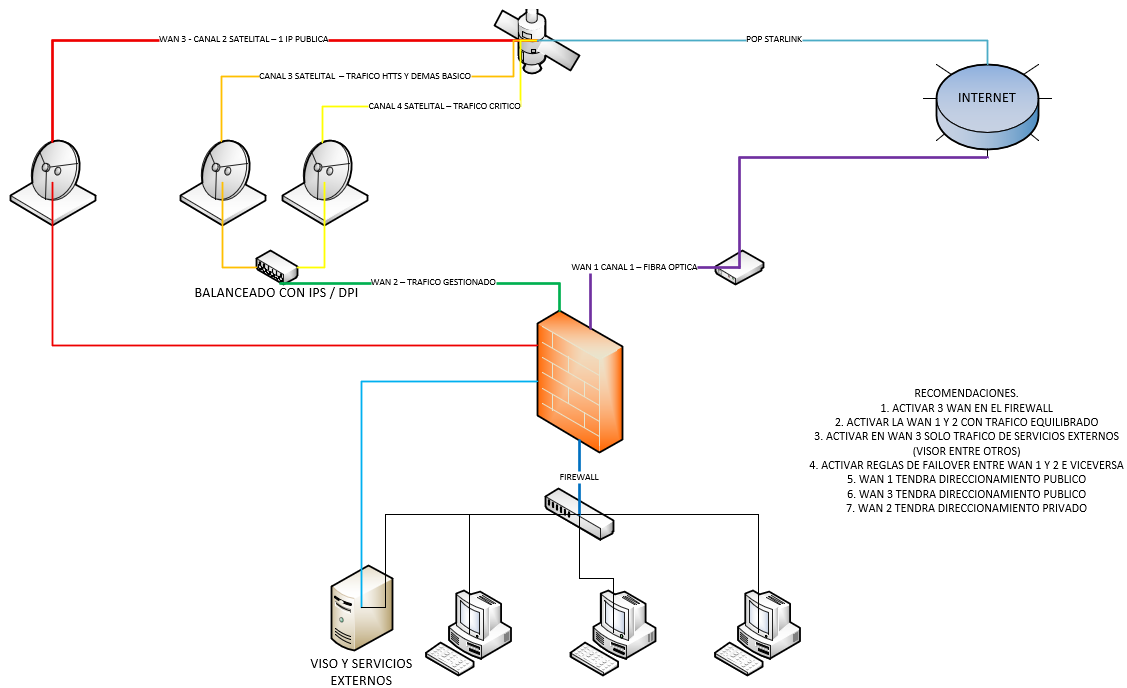 WAN 3 - CANAL 2 SATELITAL – 1 IP PUBLICA
POP STARLINK
CANAL 3 SATELITAL – TRAFICO HTTS Y DEMAS BASICO
CANAL 4 SATELITAL – TRAFICO CRITICO
INTERNET
WAN 1 CANAL 1 – FIBRA OPTICA
WAN 2 – TRAFICO GESTIONADO
BALANCEADO CON IPS / DPI
RECOMENDACIONES.
1. ACTIVAR 3 WAN EN EL FIREWALL
2. ACTIVAR LA WAN 1 Y 2 CON TRAFICO EQUILIBRADO
3. ACTIVAR EN WAN 3 SOLO TRAFICO DE SERVICIOS EXTERNOS
(VISOR ENTRE OTROS)
4. ACTIVAR REGLAS DE FAILOVER ENTRE WAN 1 Y 2 E VICEVERSA
5. WAN 1 TENDRA DIRECCIONAMIENTO PUBLICO
6. WAN 3 TENDRA DIRECCIONAMIENTO PUBLICO
7. WAN 2 TENDRA DIRECCIONAMIENTO PRIVADO
FIREWALL
VISO Y SERVICIOS
EXTERNOS